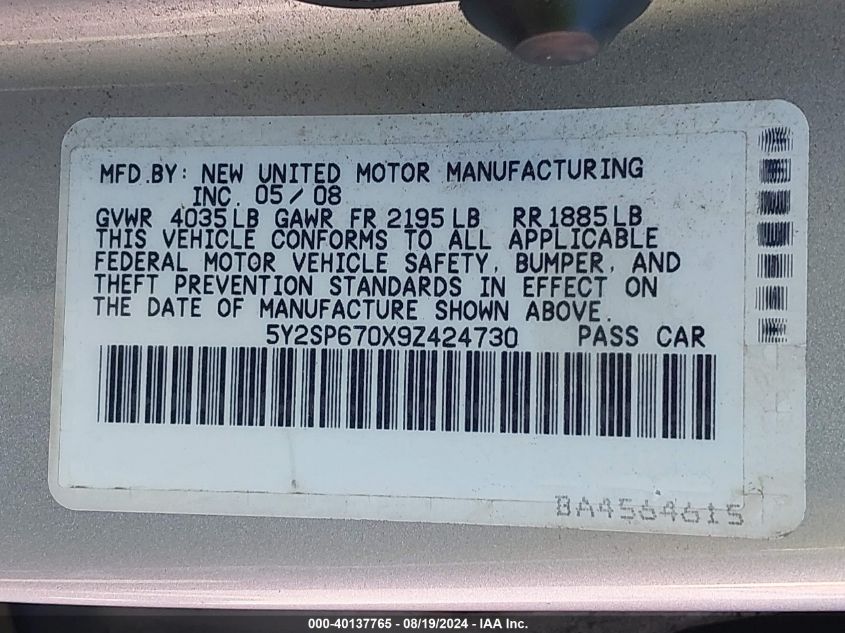 MFD.BY: NEW UNITED MOTOR MANUFACTURING
INC. 05/08
GVWR 4035LB GAWR FR 2195LB RR 1885LB
THIS VEHICLE CONFORMS TO ALL APPLICABLE
FEDERAL MOTOR VEHICLE SAFETY, BUMPER, AND
THEFT PREVENTION STANDARDS IN EFFECT ON
THE DATE OF MANUFACTURE SHOWN ABOVE.
5Y2SP670X9Z424730 PASS CAR
BA4564615
000-40137765 - 08/19/2024 - IAA Inc.